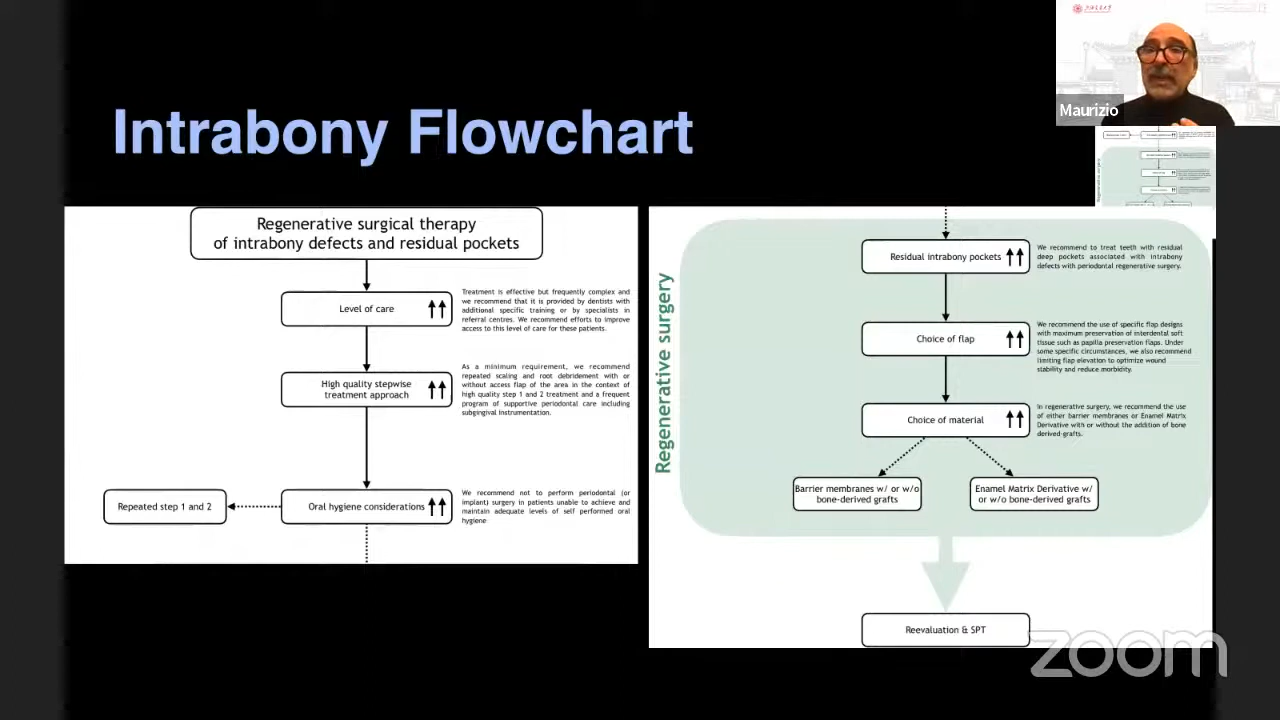 Intrabony Flowchart
Maurizio
Regenerative surgical therapy
of intrabony defects and residual pockets
Level of care
Treatment is effective but frequently complex and
we recommend that it is provided by dentists with
additional specific training or by specialists in
referral centres. We recommend efforts to improve
access to this level of care for these patients.
High quality stepwise
treatment approach
As a minimum requirement, we recommend
repeated scaling and root debridement with or
without access flap of the area in the context of
high quality step 1 and 2 treatment and a frequent
program of supportive periodontal care including
subgingival instrumentation.
Repeated step 1 and 2
Oral hygiene considerations
We recommend not to perform periodontal (or
implant) surgery in patients unable to achieve and
maintain adequate levels of self performed oral
hygiene
Regenerative surgery
Residual intrabony pockets
We recommend to treat teeth with residual
deep pockets associated with intrabony
defects with periodontal regenerative surgery.
Choice of flap
We recommend the use of specific flap designs
with maximum preservation of interdental soft
tissue such as papilla preservation flaps. Under
some specific circumstances, we also recommend
limiting flap elevation to optimize wound
stability and reduce morbidity.
Choice of material
In regenerative surgery, we recommend the use
of either barrier membranes or Enamel Matrix
Derivative with or without the addition of bone
derived grafts.
Barrier membranes w/ or w/o
bone-derived grafts
Enamel Matrix Derivative w/
or w/o bone-derived grafts
Reevaluation & SPT
zoom